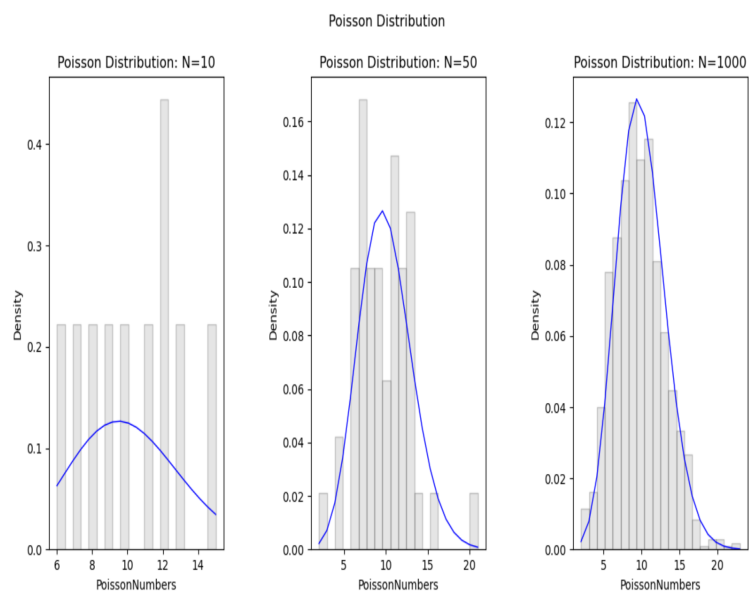 Poisson Distribution
Poisson Distribution: N=10
0.4
0.3
0.2
0.1
0.0
Density
6 8 10 12 14
PoissonNumbers
Poisson Distribution: N=50
0.16
0.14
0.12
0.10
0.08
0.06
0.04
0.02
0.00
Density
5 10 15 20
PoissonNumbers
Poisson Distribution: N=1000
0.12
0.10
0.08
0.06
0.04
0.02
0.00
Density
5 10 15 20
PoissonNumbers